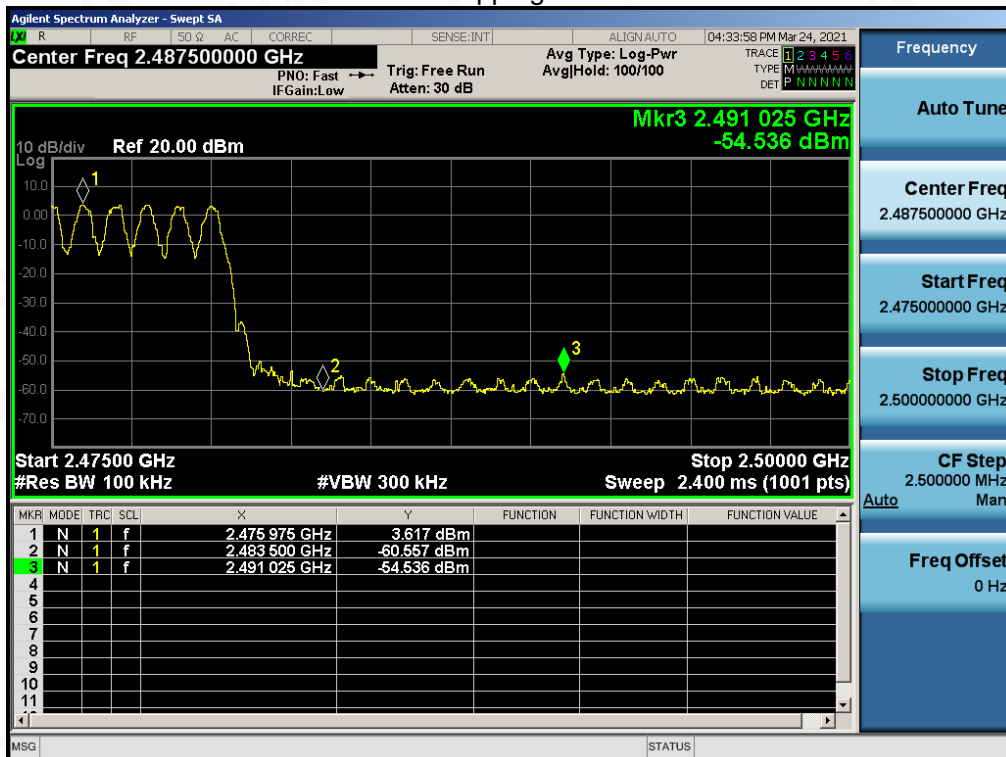 pping
Agilent Spectrum Analyzer - Swept SA
LXI R RF 50 Ω AC CORREC SENSE:INT ALIGN AUTO 04:33:58 PM Mar 24, 2021
Center Freq 2.487500000 GHz
PNO: Fast
IFGain:Low
Trig: Free Run
Atten: 30 dB
Avg Type: Log-Pwr
Avg|Hold: 100/100
TRACE 1 2 3 4 5 6
TYPE M WWWWW
DET P N N N N N
Mkr3 2.491 025 GHz
-54.536 dBm
10 dB/div Ref 20.00 dBm
Log
10.0
0.00
-10.0
-20.0
-30.0
-40.0
-50.0
-60.0
-70.0
1
2
3
Start 2.47500 GHz Stop 2.50000 GHz
#Res BW 100 kHz #VBW 300 kHz Sweep 2.400 ms (1001 pts)
MKR MODE TRC SCL X Y FUNCTION FUNCTION WIDTH FUNCTION VALUE
1 N 1 f 2.475 975 GHz 3.617 dBm
2 N 1 f 2.483 500 GHz -60.557 dBm
3 N 1 f 2.491 025 GHz -54.536 dBm
4
5
6
7
8
9
10
11
MSG STATUS
Frequency
Auto Tune
Center Freq
2.487500000 GHz
Start Freq
2.475000000 GHz
Stop Freq
2.500000000 GHz
CF Step
2.500000 MHz
Auto Man
Freq Offset
0 Hz